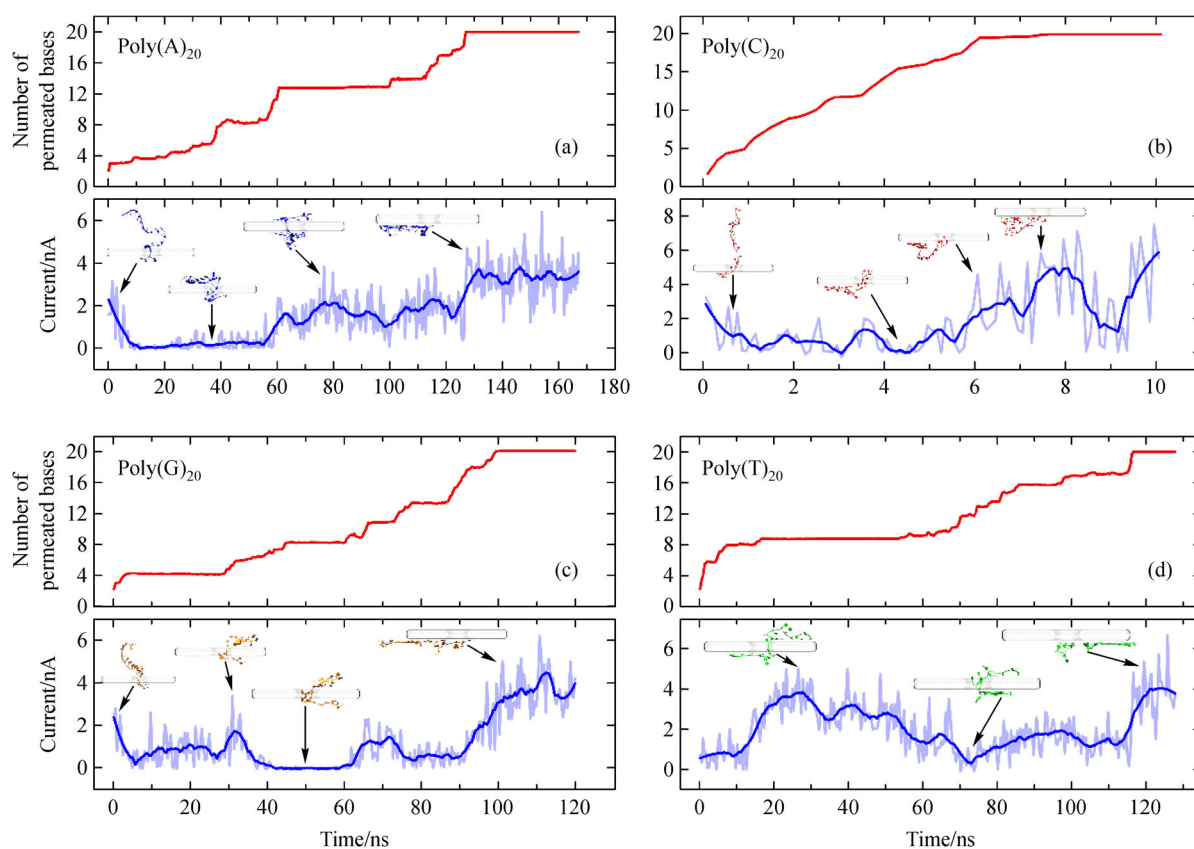 Number of
permeated bases
20
16
12
8
4
0
Poly(A)20
(a)
Current/nA
6
4
2
0
0 20 40 60 80 100 120 140 160 180
20
15
10
5
0
Poly(C)20
(b)
8
6
4
2
0
0 2 4 6 8 10
Number of
permeated bases
20
16
12
8
4
0
Poly(G)20
(c)
Current/nA
6
4
2
0
0 20 40 60 80 100 120
Time/ns
20
16
12
8
4
0
Poly(T)20
(d)
6
4
2
0
0 20 40 60 80 100 120
Time/ns